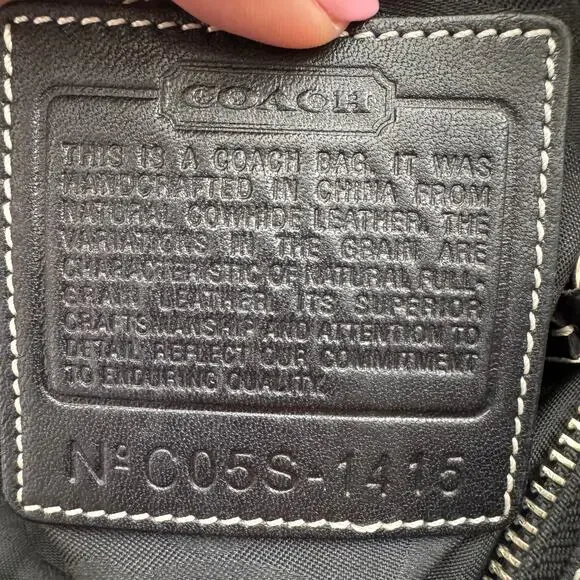 COACH
THIS IS A COACH BAG. IT WAS
HANDCRAFTED IN CHINA FROM
NATURAL COWHIDE LEATHER. THE
VARIATIONS IN THE GRAIN ARE
CHARACTERISTIC OF NATURAL FULL-
GRAIN LEATHER. ITS SUPERIOR
CRAFTSMANSHIP AND ATTENTION TO
DETAIL REFLECT OUR COMMITMENT
TO ENDURING QUALITY.
Nº C05S-1415